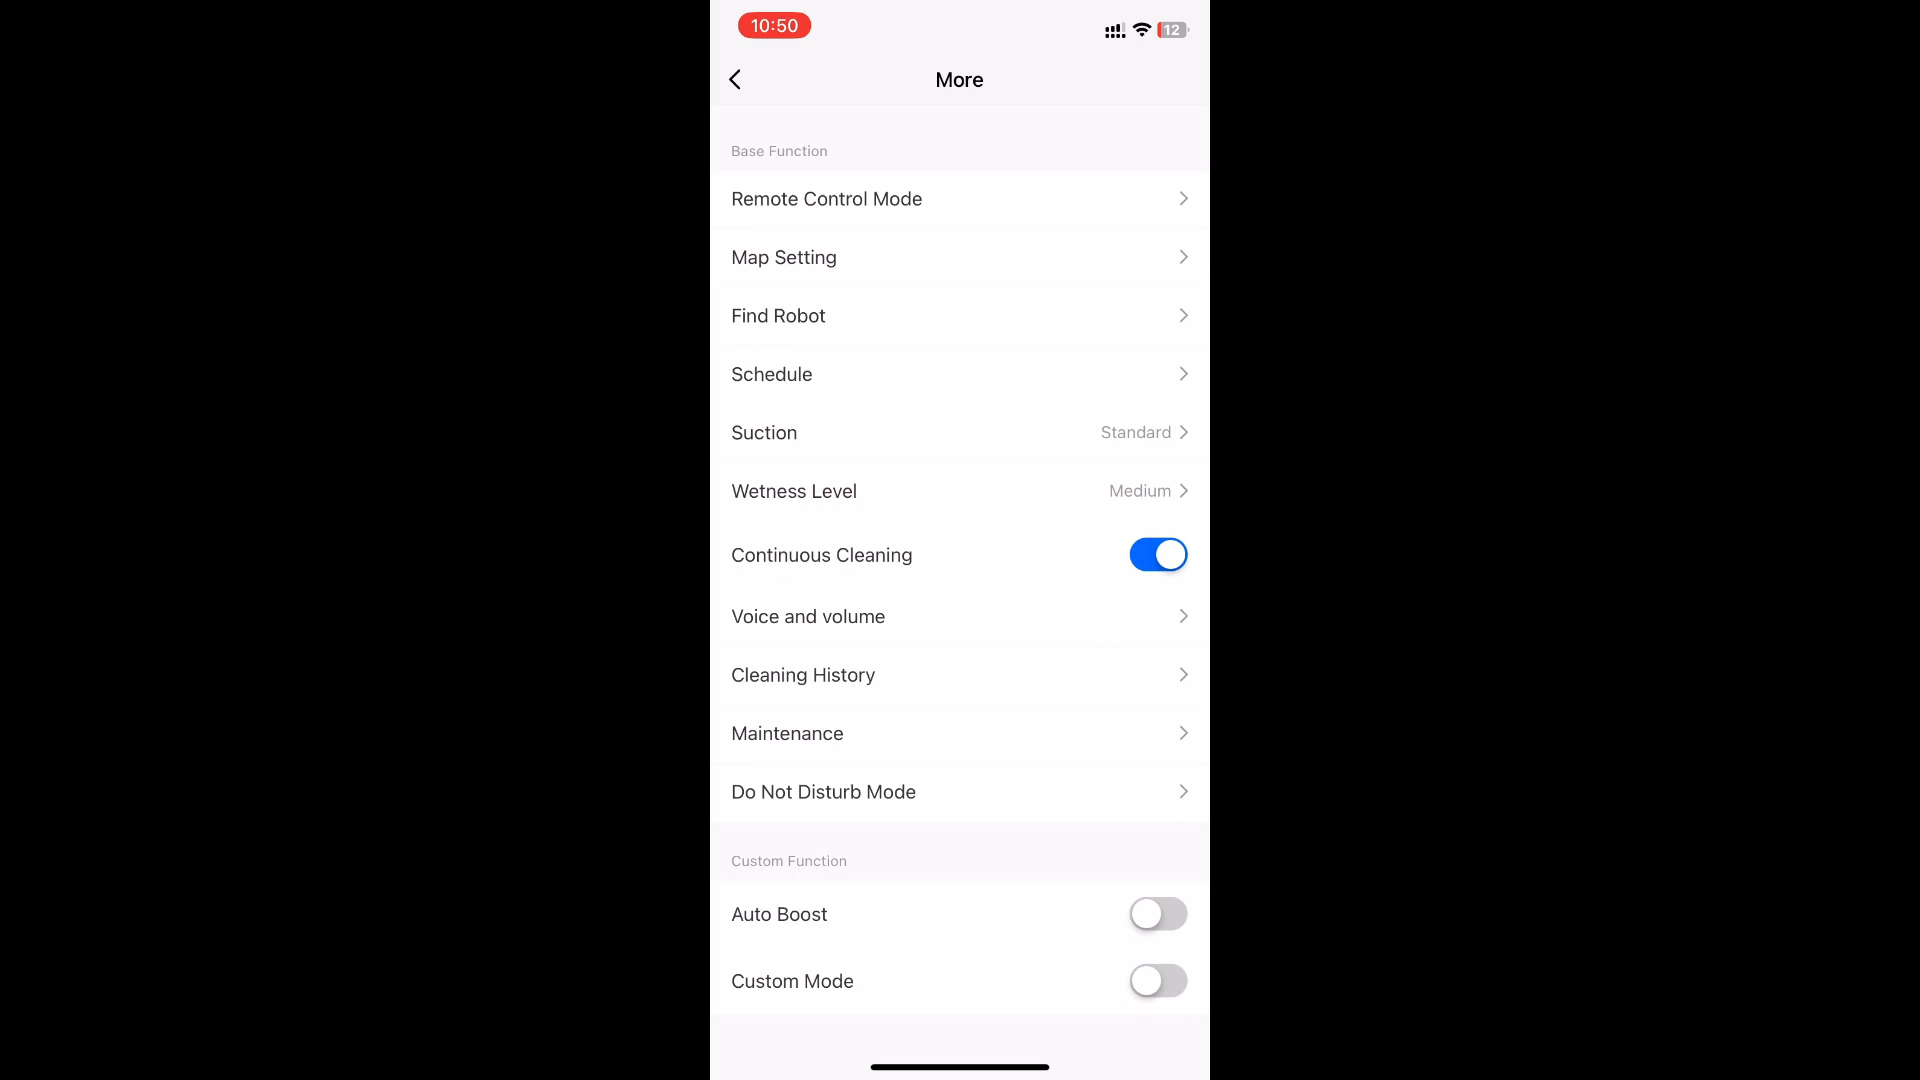 10:50
12
More
Base Function
Remote Control Mode
Map Setting
Find Robot
Schedule
Suction Standard
Wetness Level Medium
Continuous Cleaning
Voice and volume
Cleaning History
Maintenance
Do Not Disturb Mode
Custom Function
Auto Boost
Custom Mode